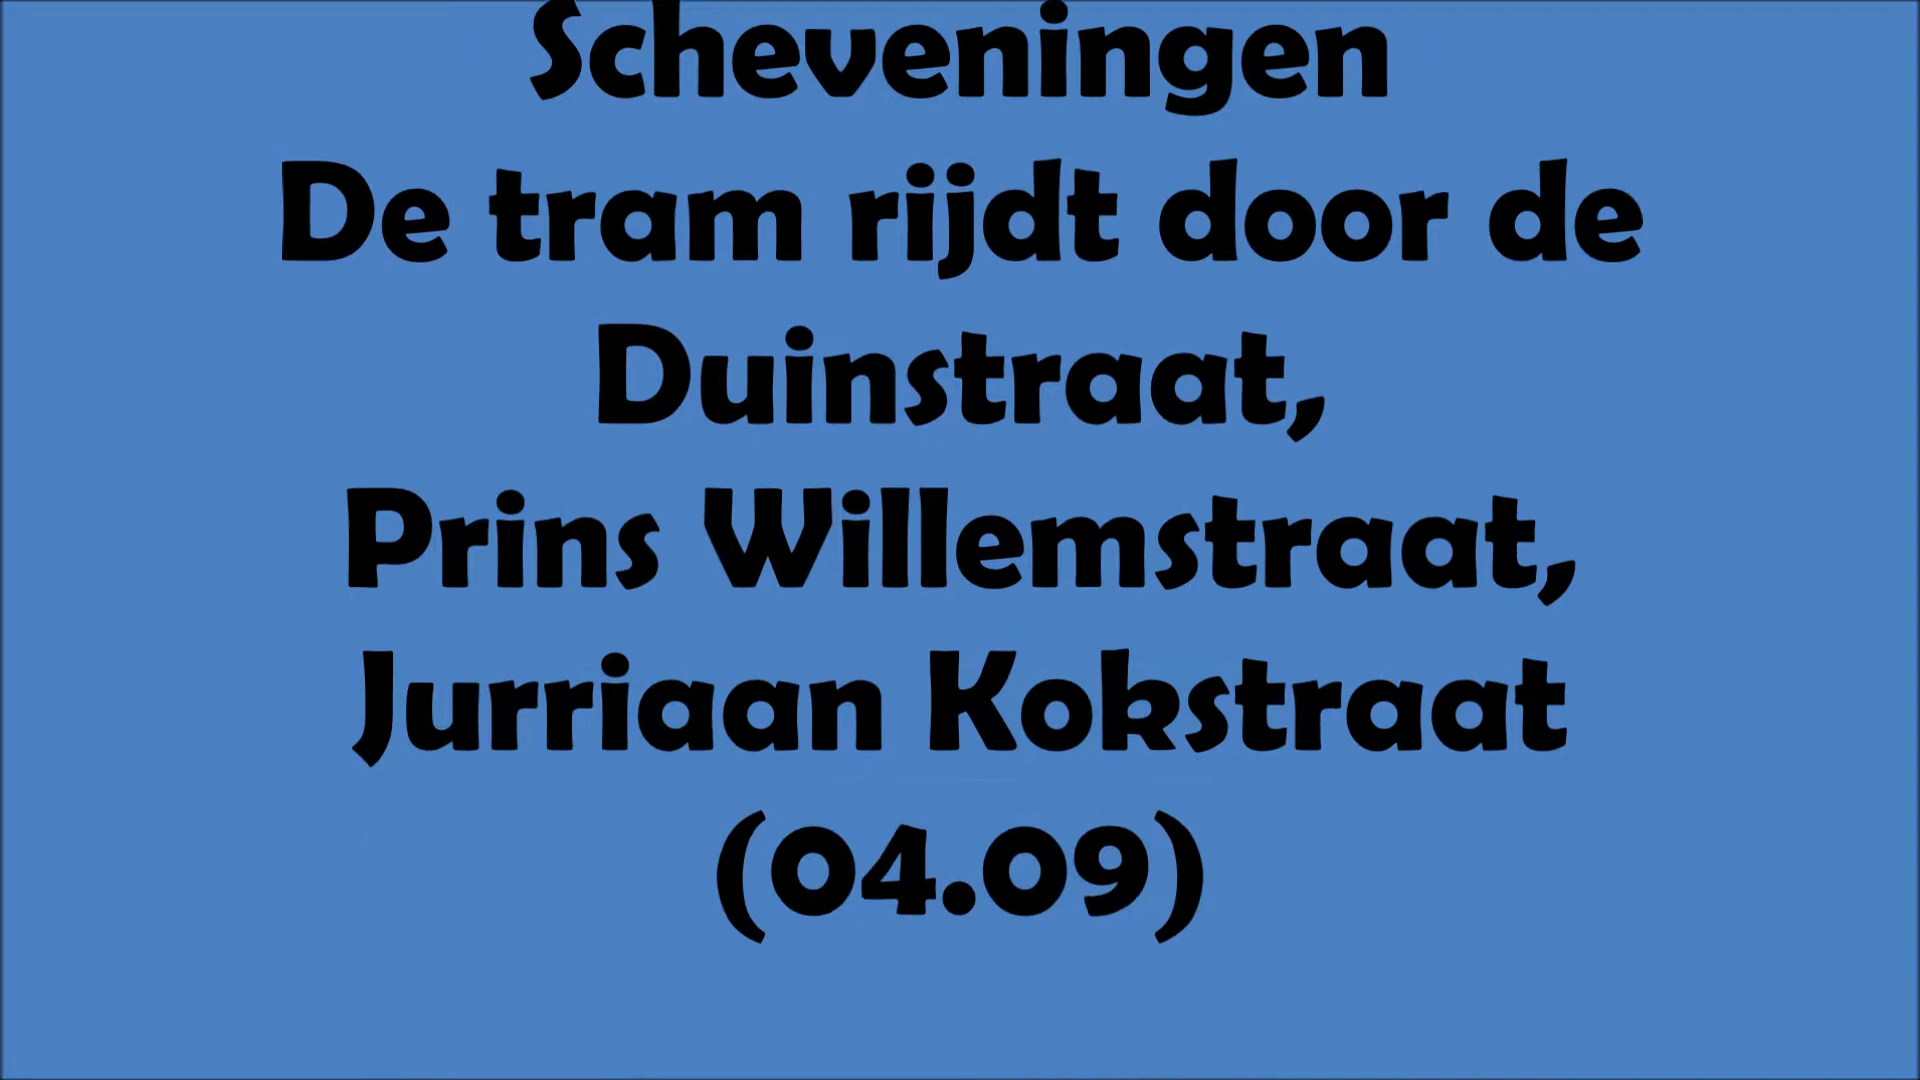 Scheveningen
De tram rijdt door de
Duinstraat,
Prins Willemstraat,
Jurriaan Kokstraat
(04.09)